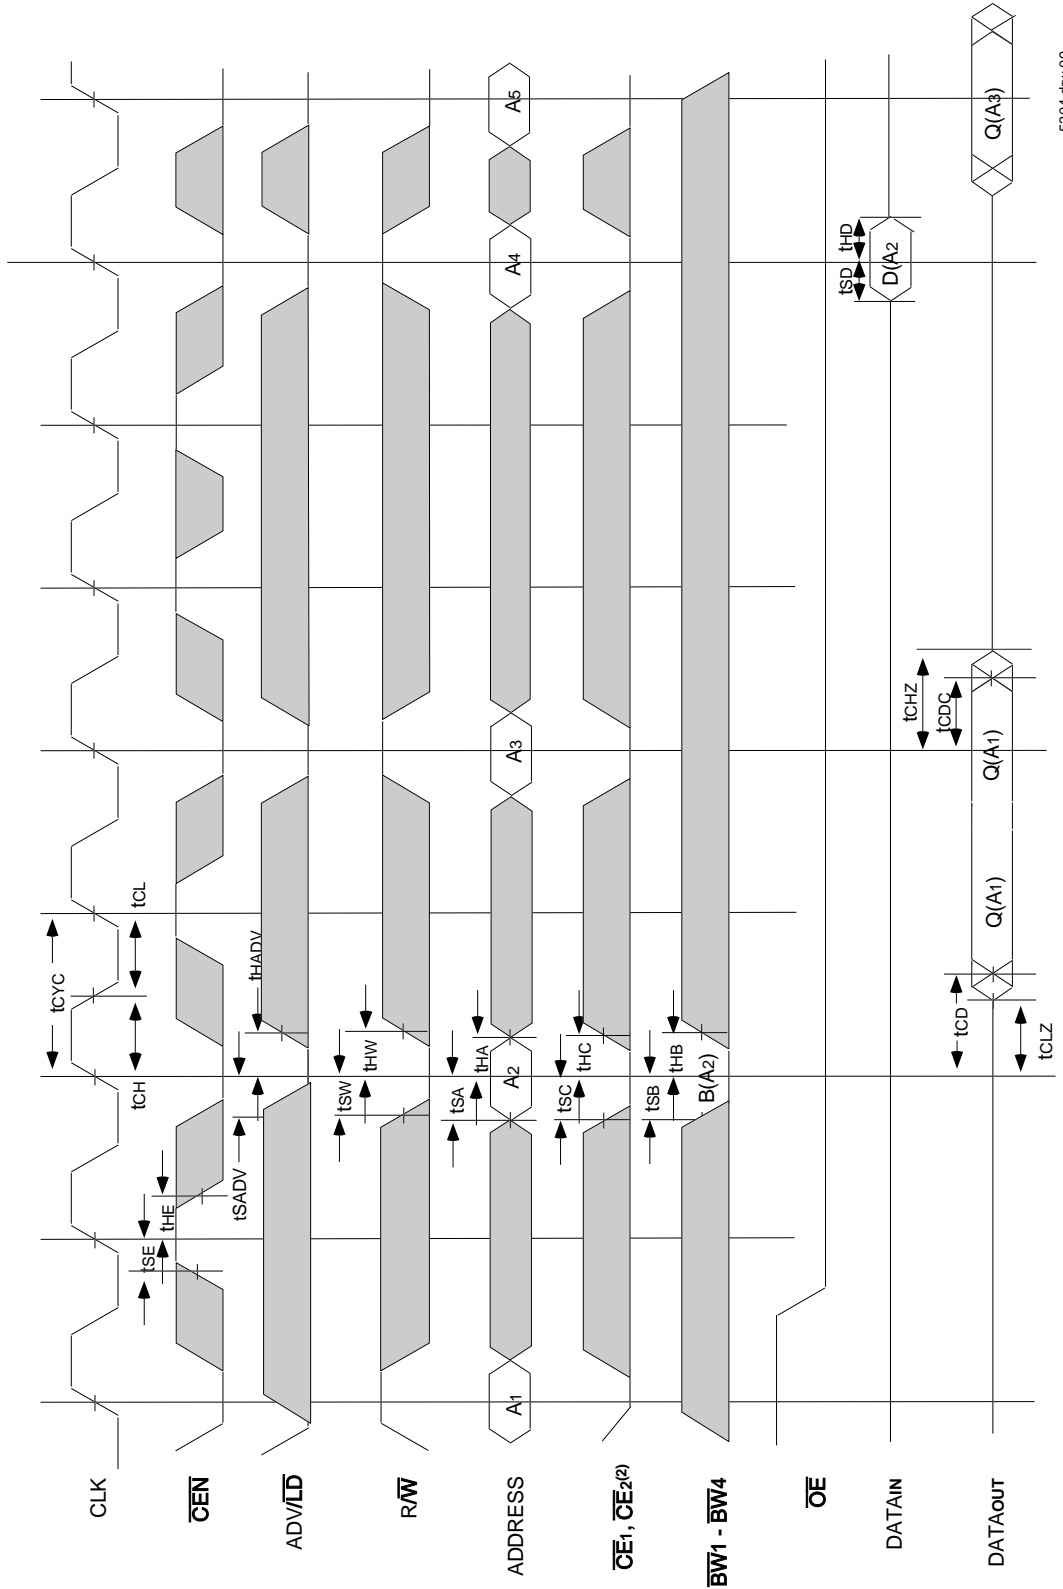 CLK
tCYC
tCH
tCL
CEN
tSE
tHE
ADV/LD
tSADV
tHADV
R/W
tSW
tHW
ADDRESS
A1
A2
A3
A4
A5
tSA
tHA
CE1, CE2(2)
tSC
tHC
BW1 - BW4
tSB
tHB
B(A2)
OE
DATAIN
tSD
tHD
D(A2
DATAOUT
tCD
tCLZ
Q(A1)
Q(A1)
tCHZ
tCDC
Q(A3)